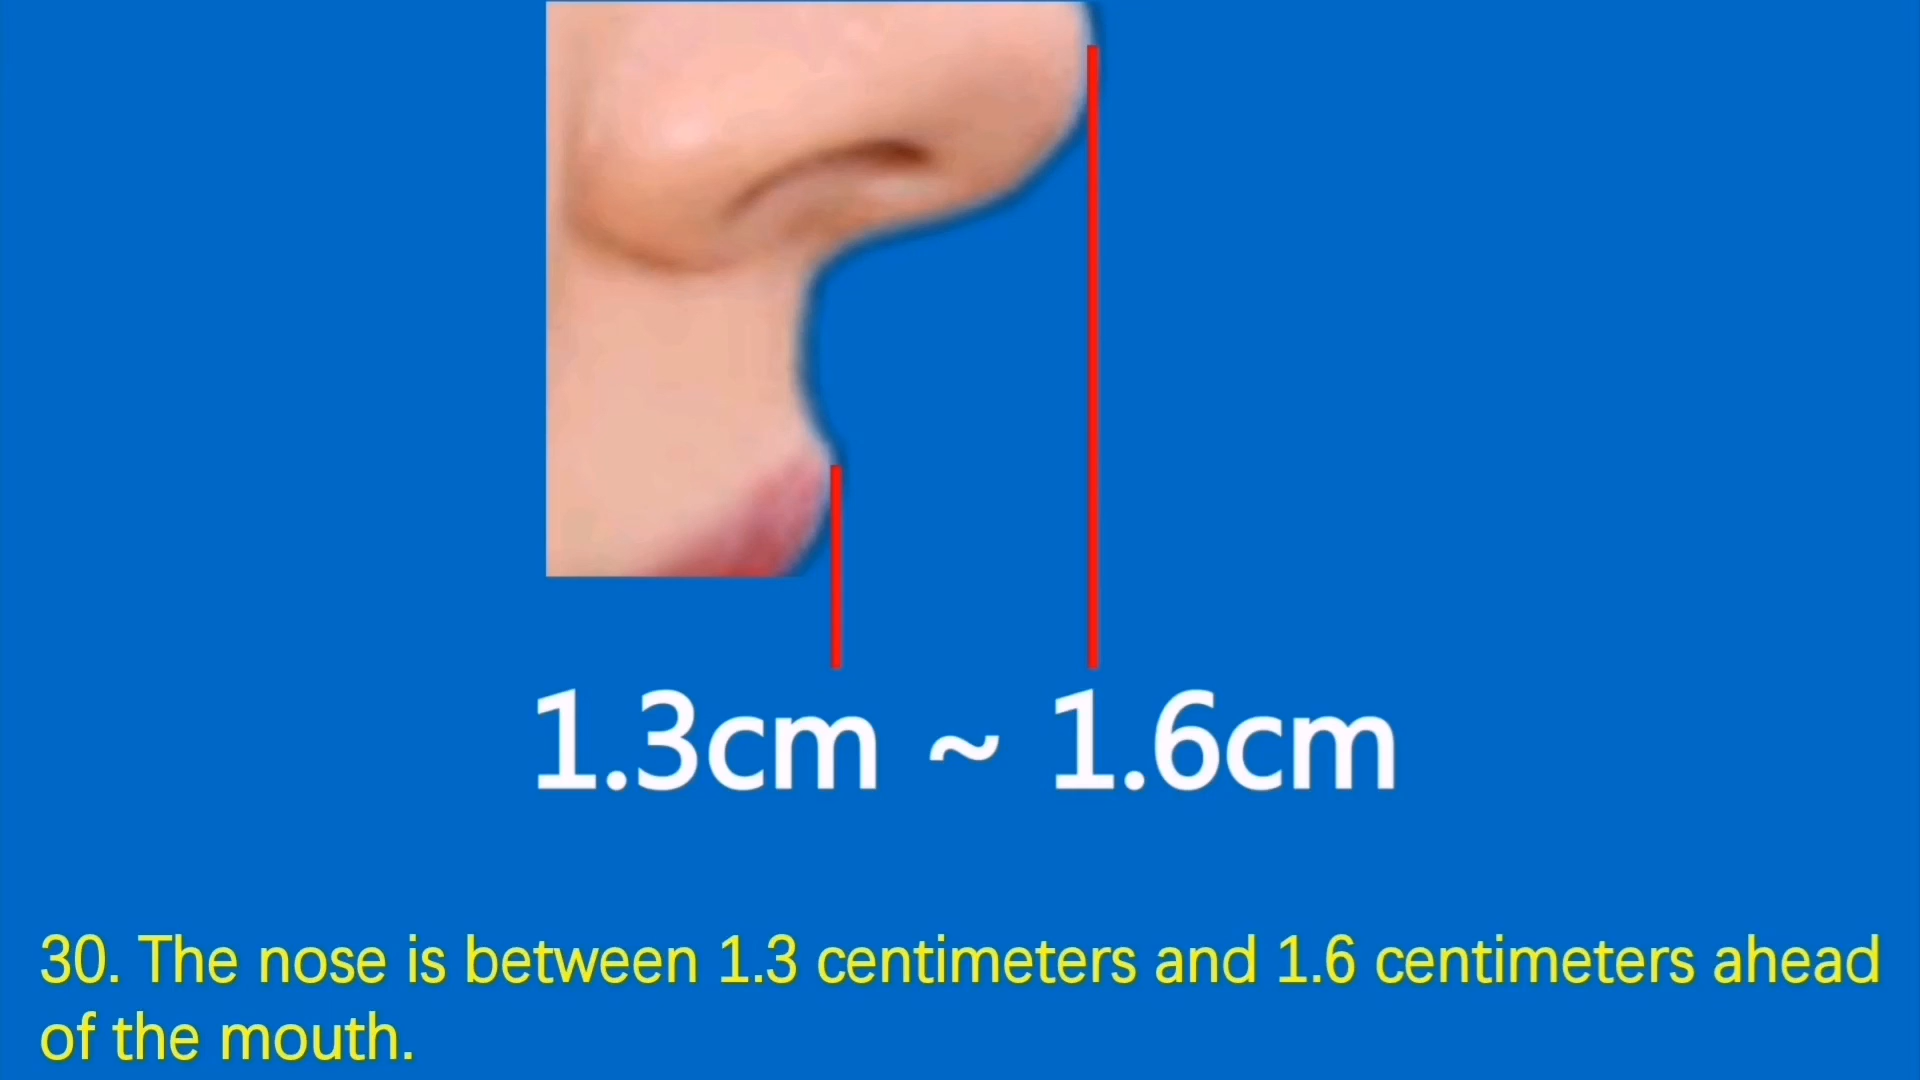 1.3cm ~ 1.6cm
30. The nose is between 1.3 centimeters and 1.6 centimeters ahead
of the mouth.